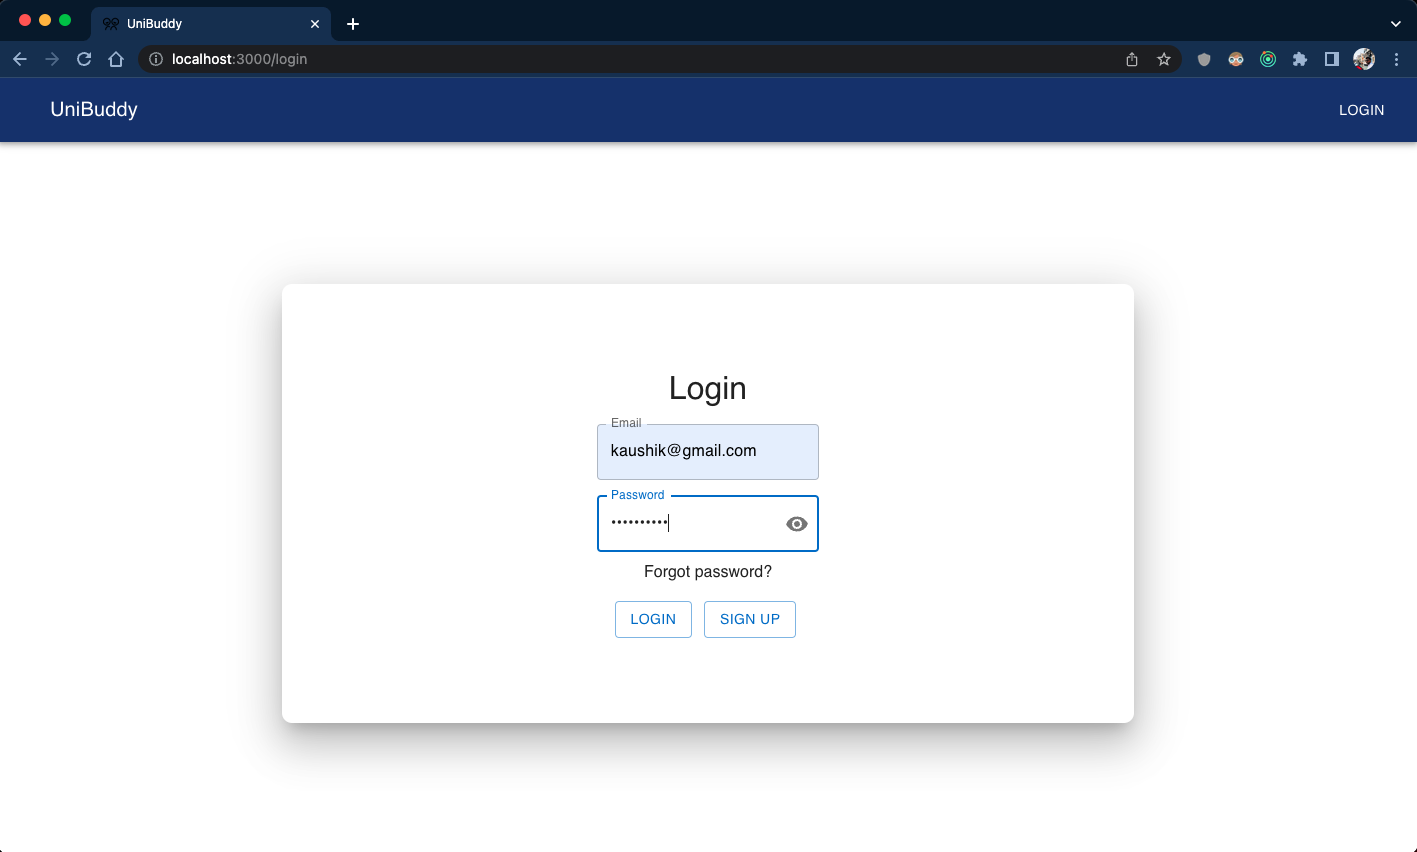 UniBuddy
localhost:3000/login
UniBuddy
LOGIN
Login
Email
kaushik@gmail.com
Password
••••••••••
Forgot password?
LOGIN
SIGN UP